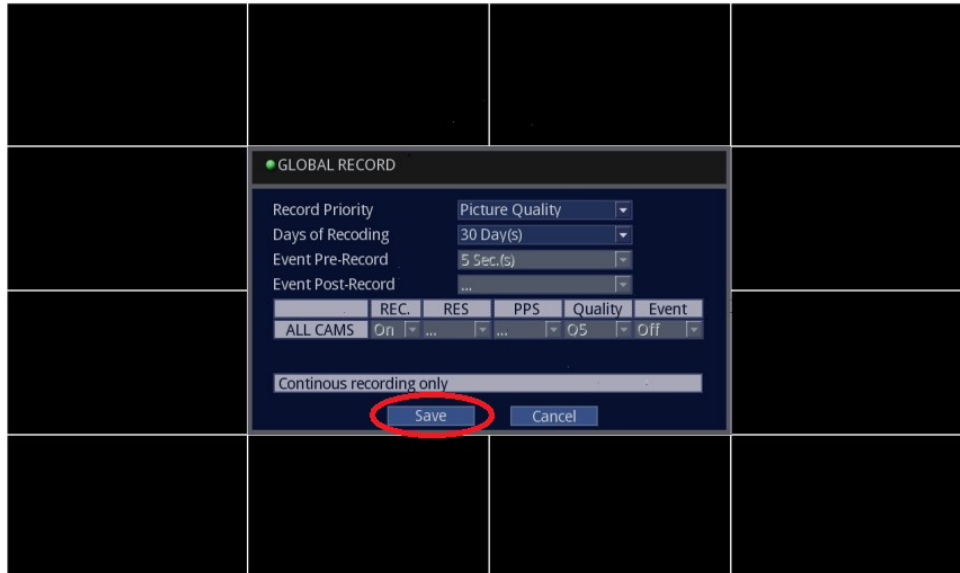 GLOBAL RECORD
Record Priority Picture Quality
Days of Recoding 30 Day(s)
Event Pre-Record 5 Sec.(s)
Event Post-Record ...
REC. RES PPS Quality Event
ALL CAMS On ... ... Q5 Off
Continous recording only
Save Cancel